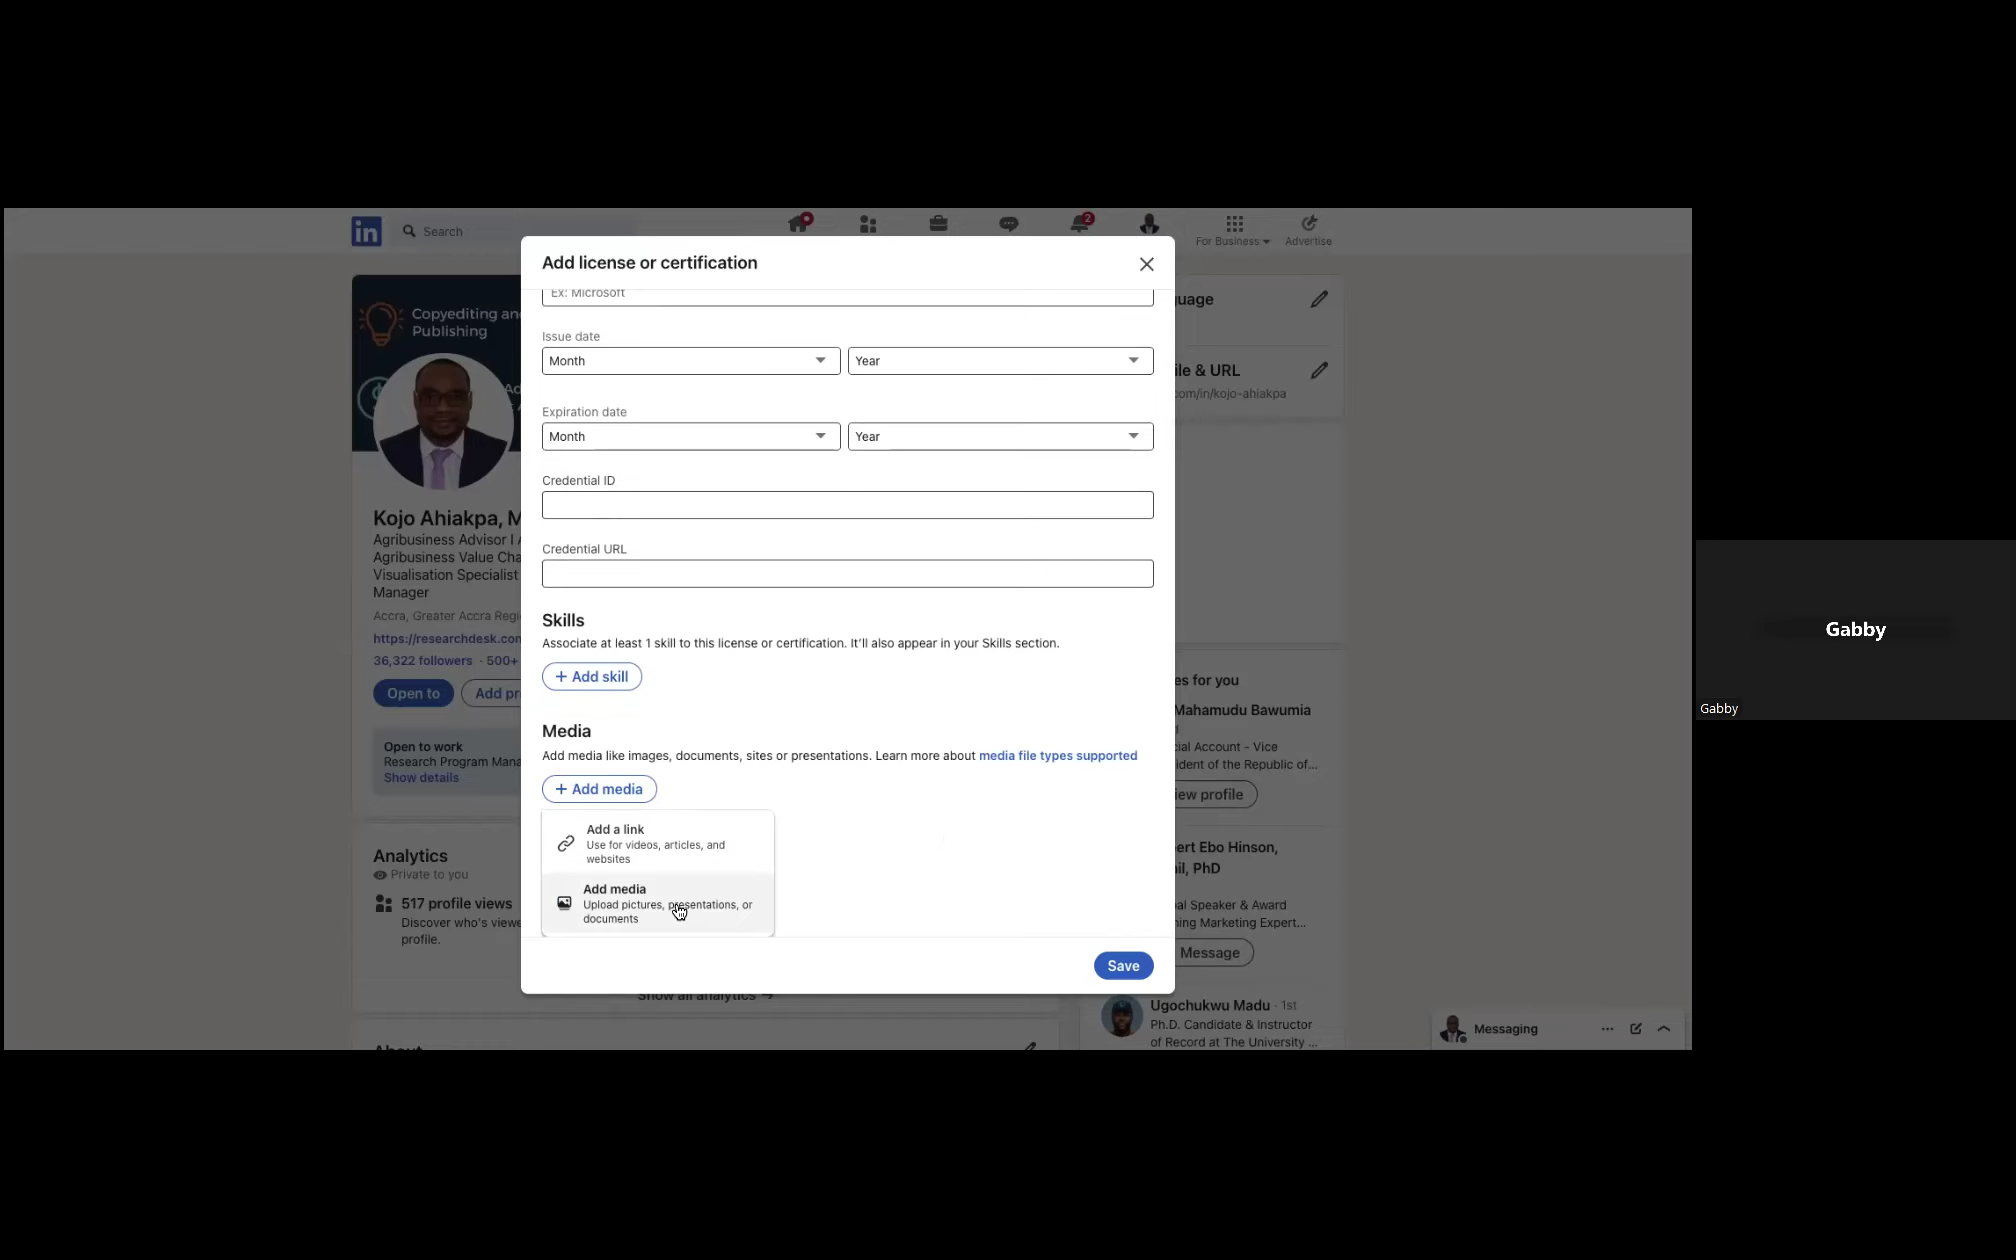 in
Search
2
For Business
Advertise
Add license or certification
Ex: Microsoft
Issue date
Month
Year
Expiration date
Month
Year
Credential ID
Credential URL
Skills
Associate at least 1 skill to this license or certification. It'll also appear in your Skills section.
+ Add skill
Media
Add media like images, documents, sites or presentations. Learn more about media file types supported
+ Add media
Add a link
Use for videos, articles, and
websites
Add media
Upload pictures, presentations, or
documents
Save
Copyediting an
Publishing
Kojo Ahiakpa, M
Agribusiness Advisor I
Agribusiness Value Cha
Visualisation Specialist
Manager
Accra, Greater Accra Regi
https://researchdesk.con
36,322 followers · 500+
Open to
Add pr
Open to work
Research Program Mana
Show details
Analytics
Private to you
517 profile views
Discover who's viewe
profile.
Show all analytics →
About
uage
ile & URL
com/in/kojo-ahiakpa
es for you
Mahamudu Bawumia
ial Account - Vice
ident of the Republic of...
iew profile
ert Ebo Hinson,
il, PhD
al Speaker & Award
ning Marketing Expert...
Message
Ugochukwu Madu · 1st
Ph.D. Candidate & Instructor
of Record at The University ...
Messaging
Gabby
Gabby